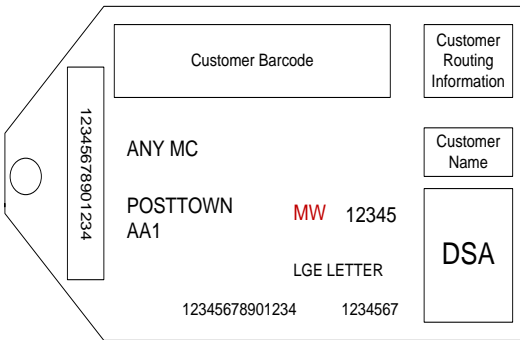 Customer Barcode
Customer
Routing
Information
12345678901234
ANY MC
Customer
Name
POSTTOWN MW 12345
AA1
DSA
LGE LETTER
12345678901234 1234567